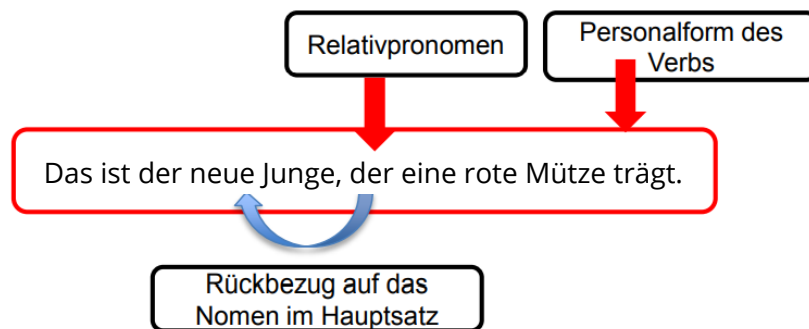 Relativpronomen
Personalform des
Verbs
Das ist der neue Junge, der eine rote Mütze trägt.
Rückbezug auf das
Nomen im Hauptsatz